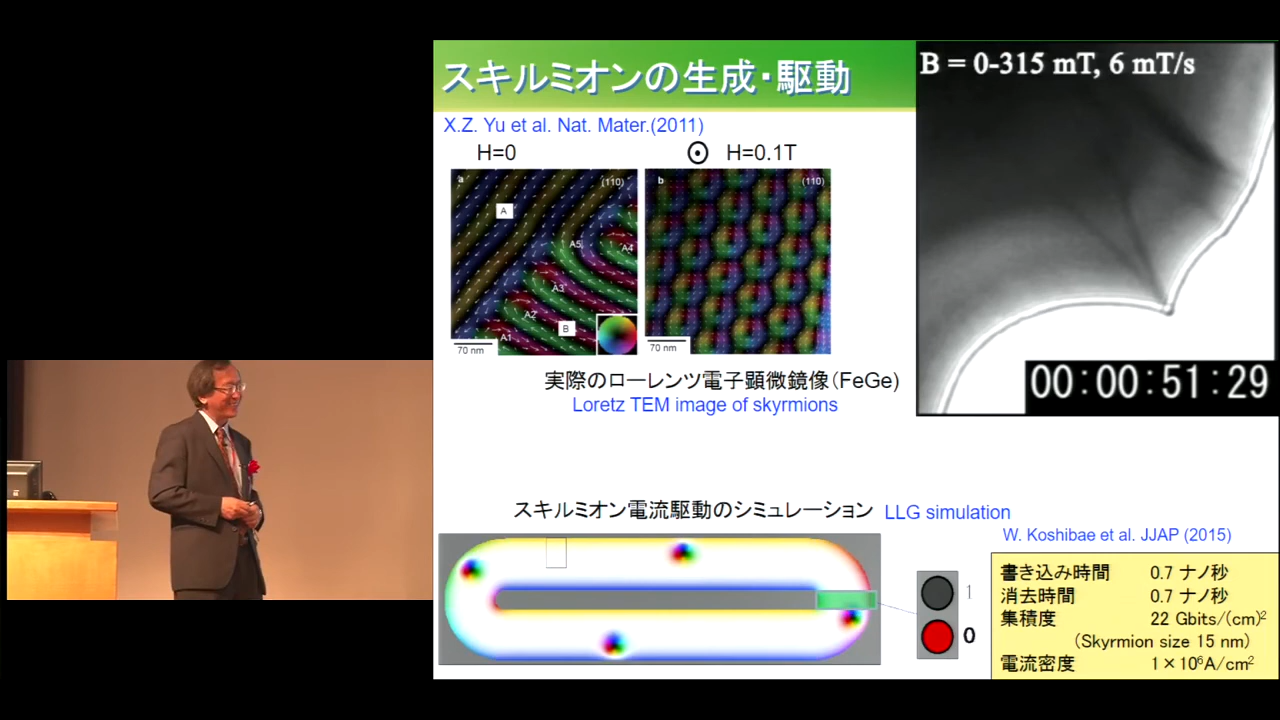 スキルミオンの生成・駆動
B = 0-315 mT, 6 mT/s
X.Z. Yu et al. Nat. Mater.(2011)
H=0
H=0.1T
a
(110)
A
A5
A4
A3
A2
B
A1
70 nm
b
(110)
70 nm
00:00:51:29
実際のローレンツ電子顕微鏡像(FeGe)
Loretz TEM image of skyrmions
スキルミオン電流駆動のシミュレーション
LLG simulation
W. Koshibae et al. JJAP (2015)
1
0
書き込み時間 0.7 ナノ秒
消去時間 0.7 ナノ秒
集積度 22 Gbits/(cm)²
(Skyrmion size 15 nm)
電流密度 1×10⁶A/cm²